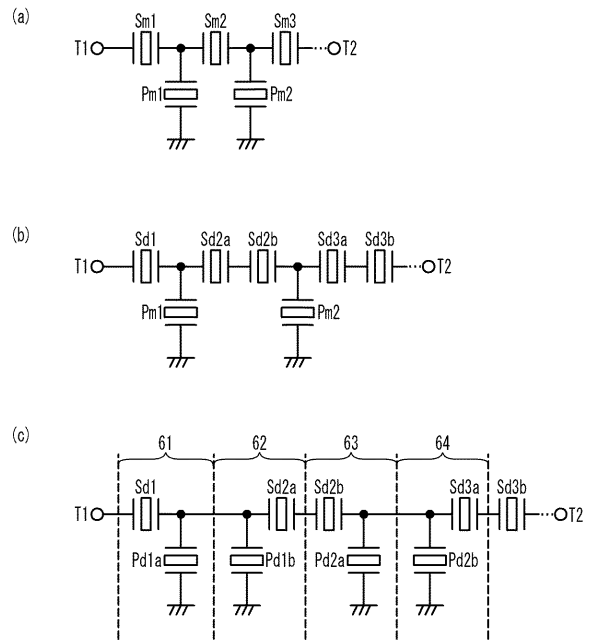 (a)
Sm1 Sm2 Sm3
T1 T2
Pm1 Pm2
(b)
Sd1 Sd2a Sd2b Sd3a Sd3b
T1 T2
Pm1 Pm2
(c)
61 62 63 64
Sd1 Sd2a Sd2b Sd3a Sd3b
T1 T2
Pd1a Pd1b Pd2a Pd2b